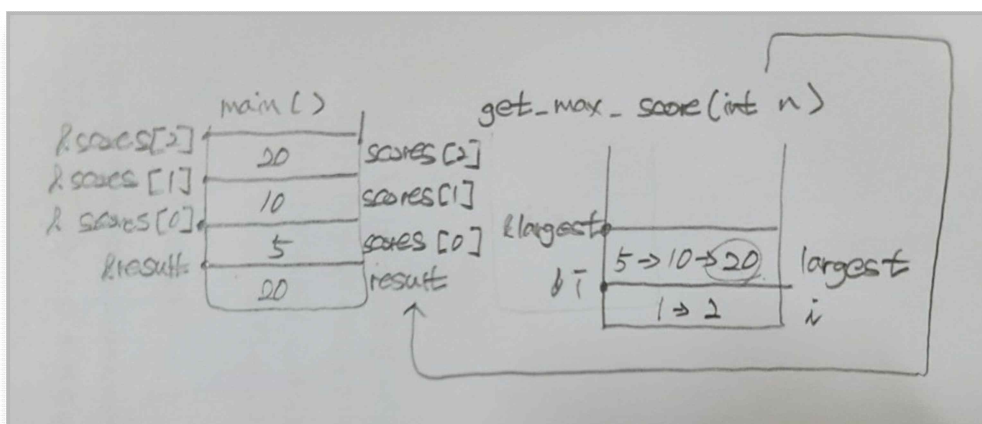 main()
get_max_score(int n)
&scores[2]
20
scores[2]
&scores[1]
10
scores[1]
&scores[0]
5
scores[0]
&result
20
result
&largest
5→10→20
largest
&i
1→2
i